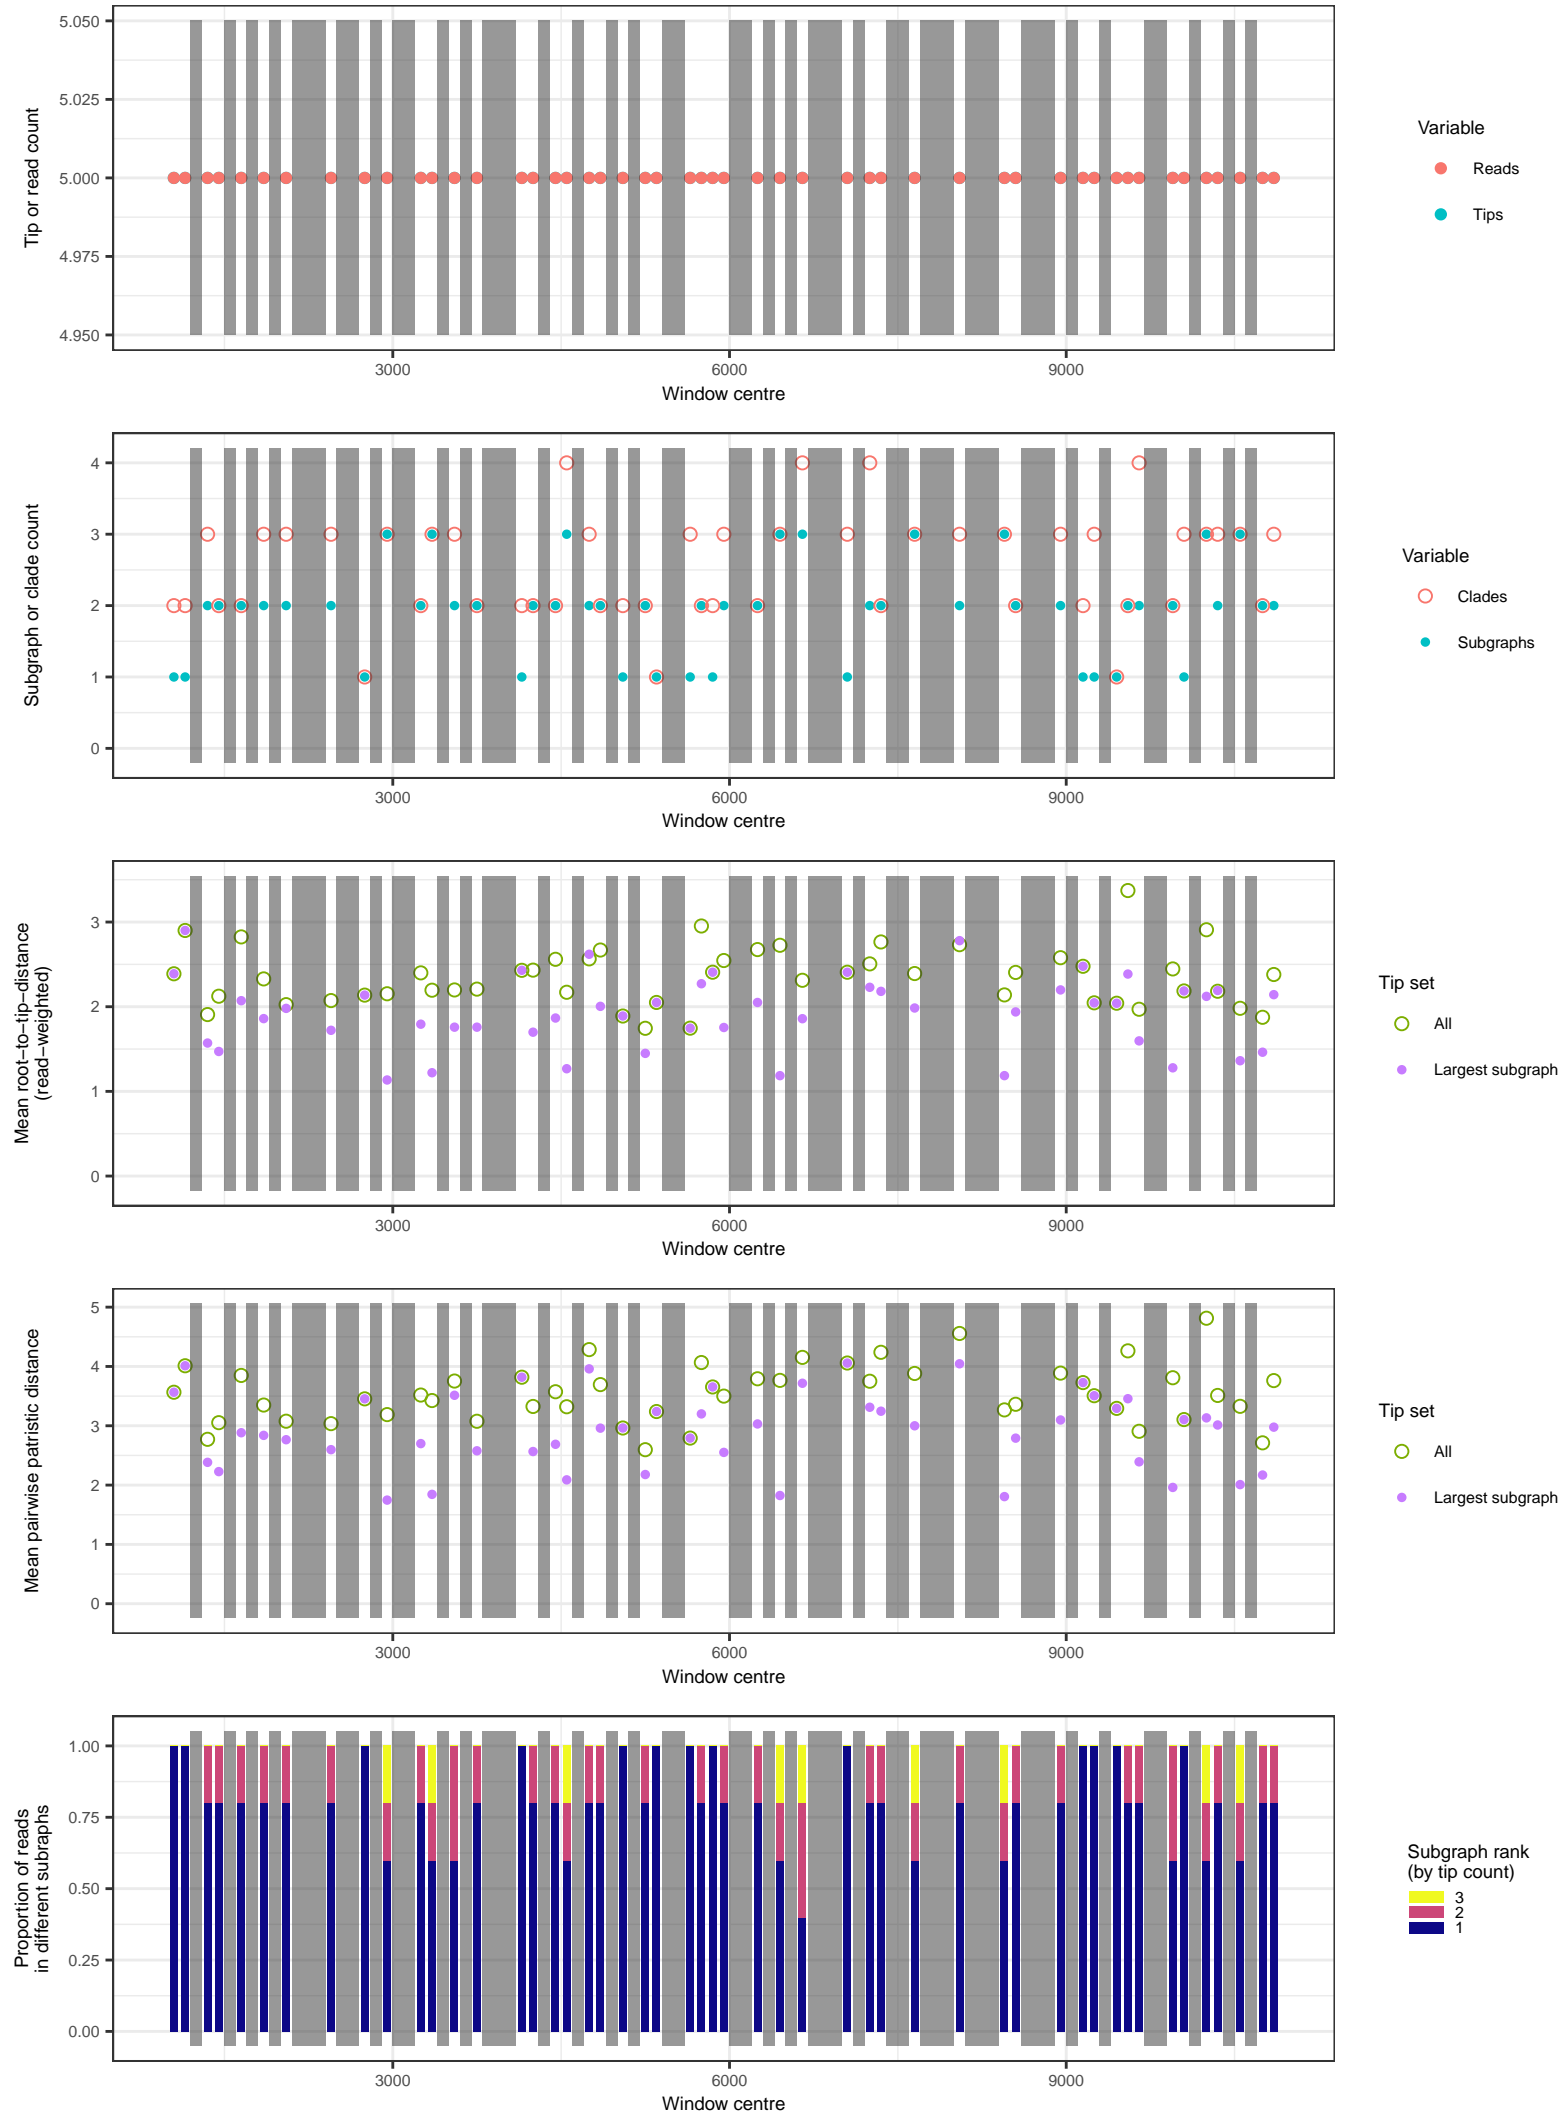 5.050
5.025
5.000
4.975
4.950
Tip or read count
3000 6000 9000
Window centre
Variable
Reads
Tips
4
3
2
1
0
Subgraph or clade count
3000 6000 9000
Window centre
Variable
Clades
Subgraphs
3
2
1
0
Mean root−to−tip−distance
(read−weighted)
3000 6000 9000
Window centre
Tip set
All
Largest subgraph
5
4
3
2
1
0
Mean pairwise patristic distance
3000 6000 9000
Window centre
Tip set
All
Largest subgraph
1.00
0.75
0.50
0.25
0.00
Proportion of reads
in different subraphs
3000 6000 9000
Window centre
Subgraph rank
(by tip count)
3
2
1